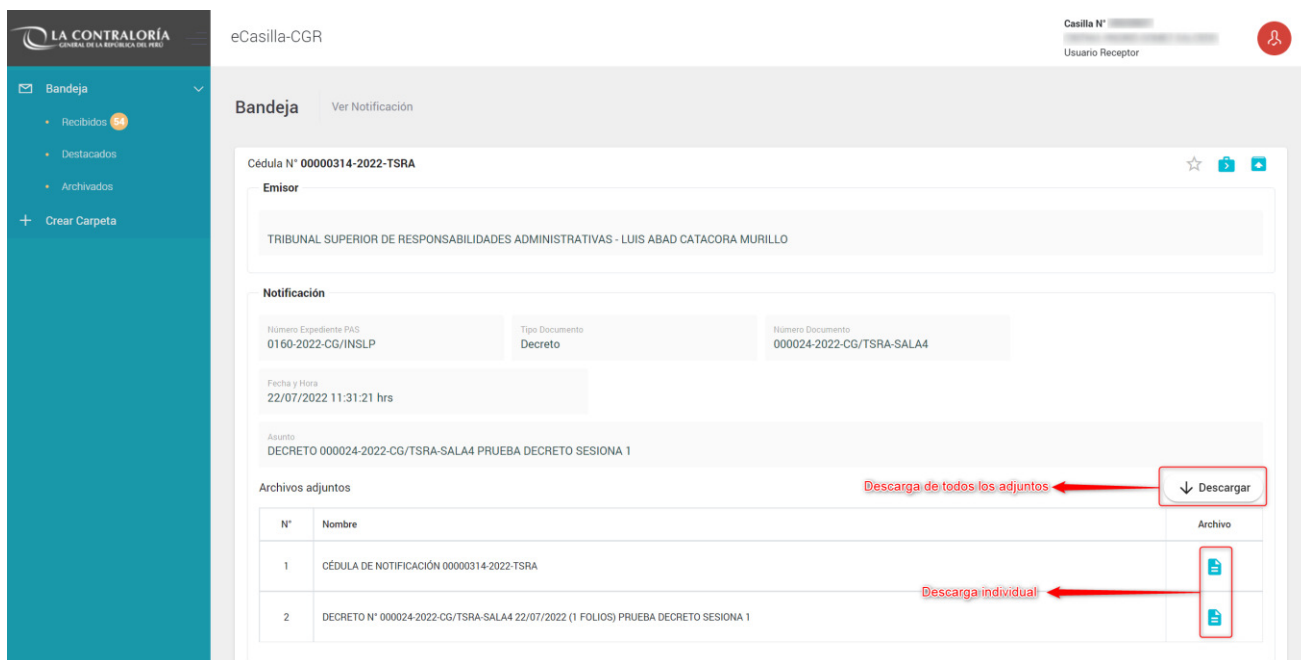 LA CONTRALORÍA
GENERAL DE LA REPÚBLICA DEL PERÚ
eCasilla-CGR
Casilla N°
Usuario Receptor
Bandeja
Recibidos 54
Destacados
Archivados
Crear Carpeta
Bandeja
Ver Notificación
Cédula N° 00000314-2022-TSRA
Emisor
TRIBUNAL SUPERIOR DE RESPONSABILIDADES ADMINISTRATIVAS - LUIS ABAD CATACORA MURILLO
Notificación
Número Expediente PAS
0160-2022-CG/INSLP
Tipo Documento
Decreto
Número Documento
000024-2022-CG/TSRA-SALA4
Fecha y Hora
22/07/2022 11:31:21 hrs
Asunto
DECRETO 000024-2022-CG/TSRA-SALA4 PRUEBA DECRETO SESIONA 1
Archivos adjuntos
Descarga de todos los adjuntos
Descargar
N° Nombre Archivo
1 CÉDULA DE NOTIFICACIÓN 00000314-2022-TSRA
Descarga individual
2 DECRETO N° 000024-2022-CG/TSRA-SALA4 22/07/2022 (1 FOLIOS) PRUEBA DECRETO SESIONA 1